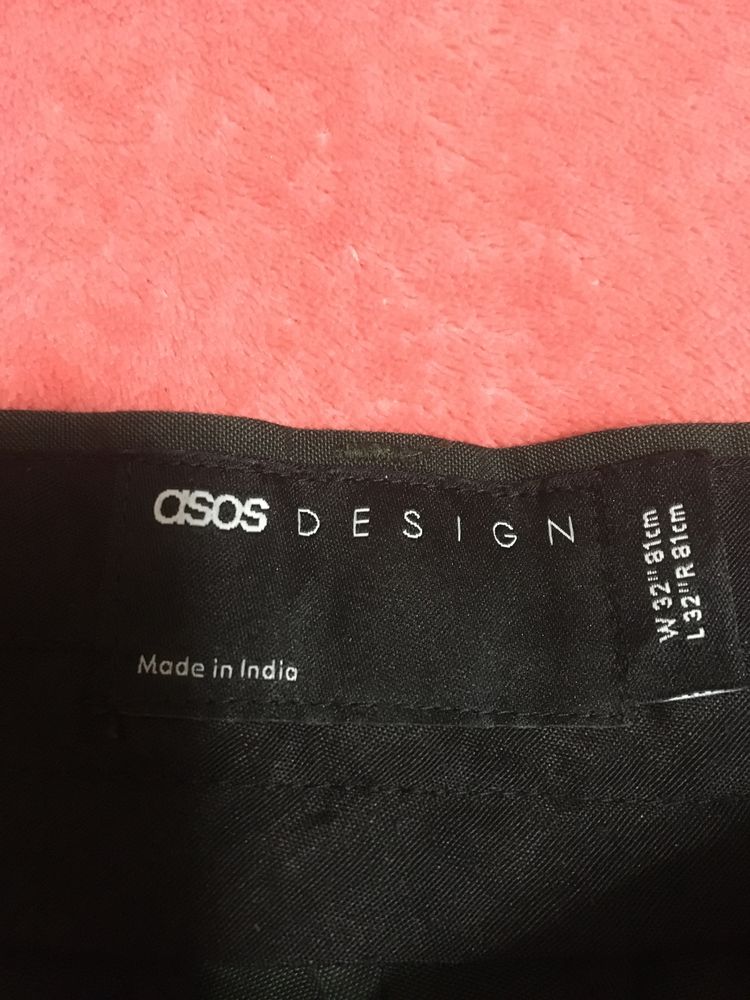 asos DESIGN
Made in India
W 32" 81cm
L 32" R 81cm